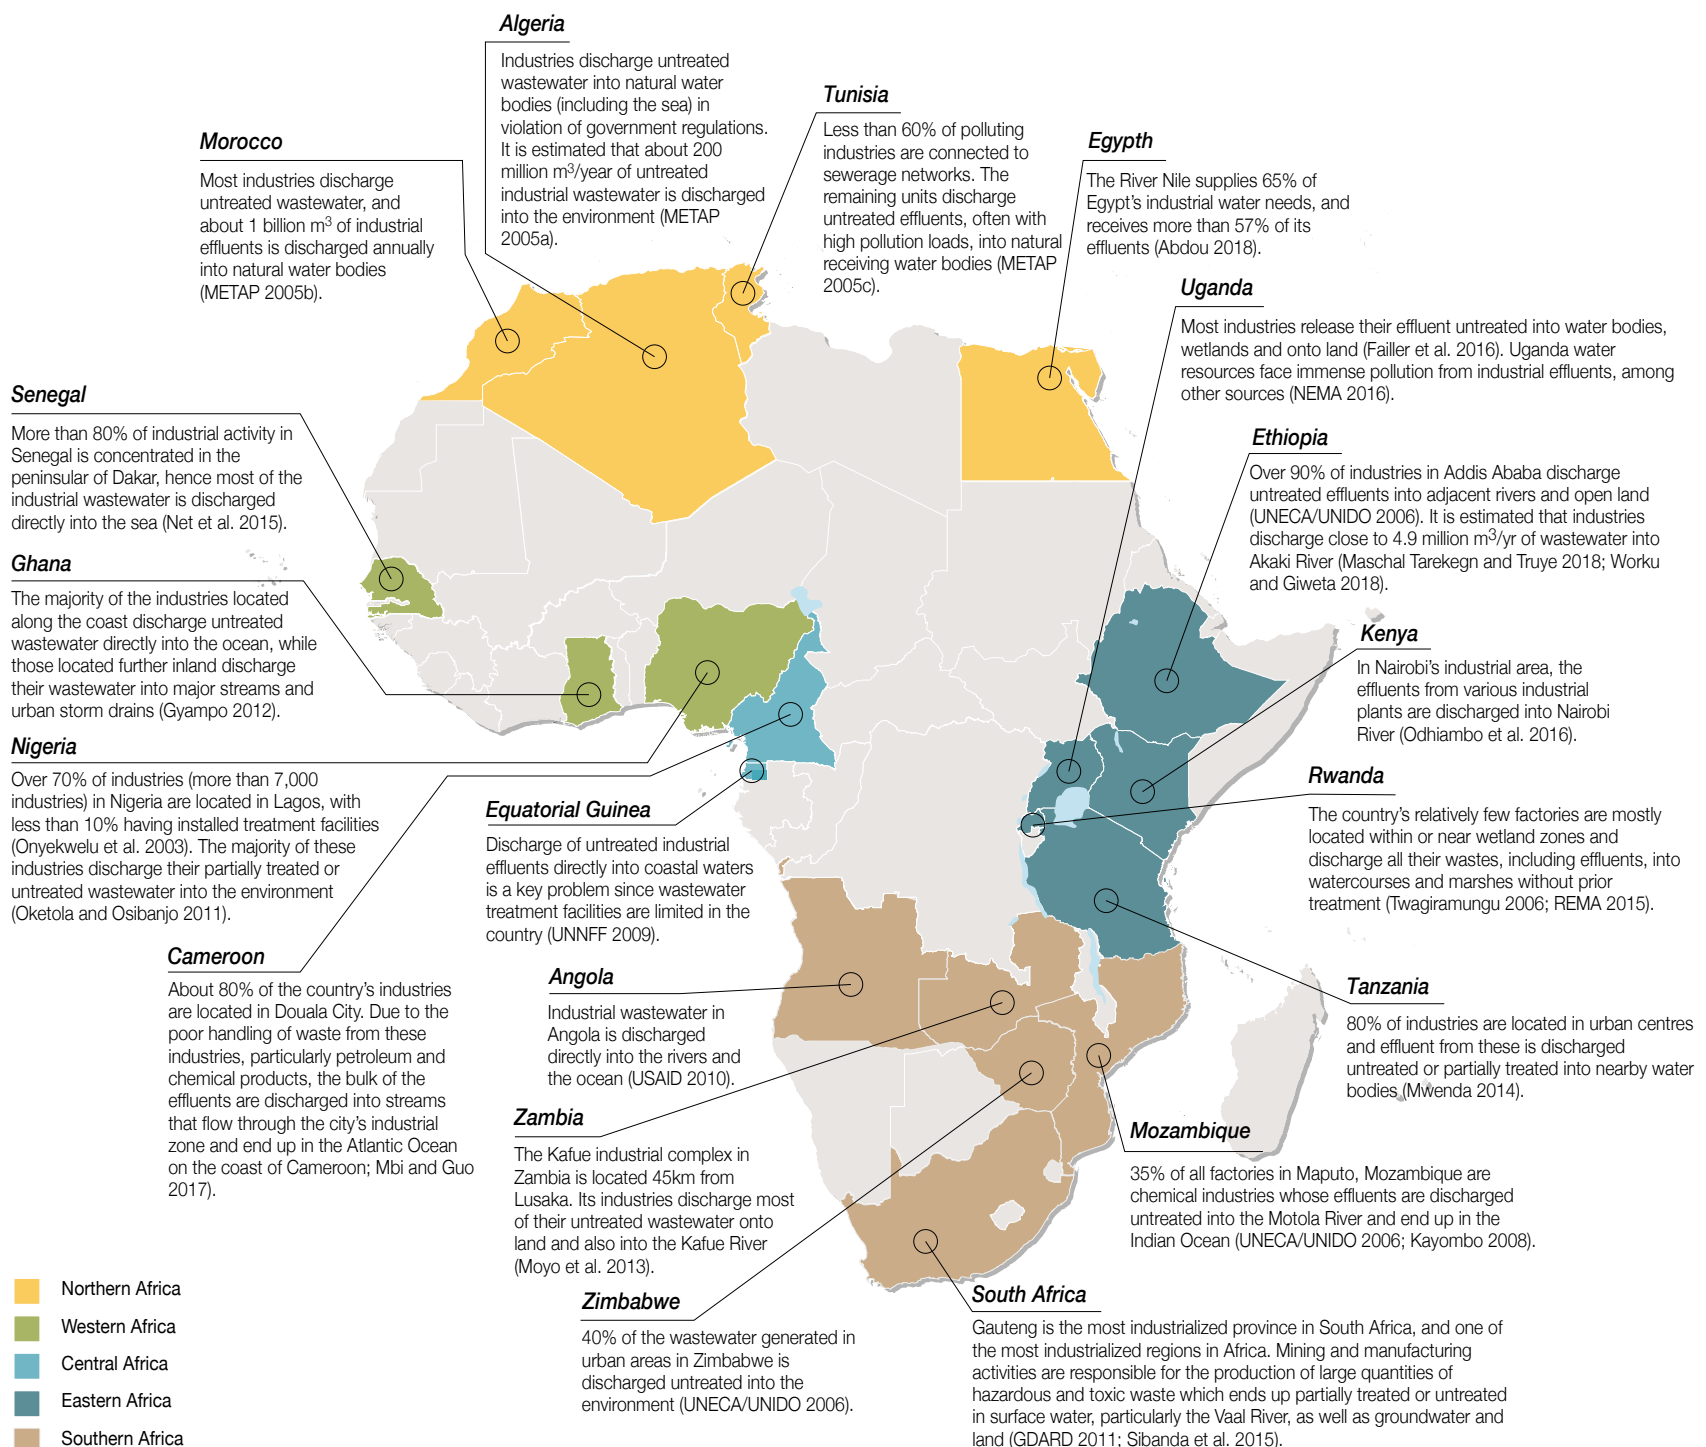 Algeria
Industries discharge untreated
wastewater into natural water
bodies (including the sea) in
violation of government regulations.
It is estimated that about 200
million m³/year of untreated
industrial wastewater is discharged
into the environment (METAP
2005a).
Tunisia
Less than 60% of polluting
industries are connected to
sewerage networks. The
remaining units discharge
untreated effluents, often with
high pollution loads, into natural
receiving water bodies (METAP
2005c).
Morocco
Most industries discharge
untreated wastewater, and
about 1 billion m³ of industrial
effluents is discharged annually
into natural water bodies
(METAP 2005b).
Egypth
The River Nile supplies 65% of
Egypt's industrial water needs, and
receives more than 57% of its
effluents (Abdou 2018).
Uganda
Most industries release their effluent untreated into water bodies,
wetlands and onto land (Failler et al. 2016). Uganda water
resources face immense pollution from industrial effluents, among
other sources (NEMA 2016).
Senegal
More than 80% of industrial activity in
Senegal is concentrated in the
peninsular of Dakar, hence most of the
industrial wastewater is discharged
directly into the sea (Net et al. 2015).
Ethiopia
Over 90% of industries in Addis Ababa discharge
untreated effluents into adjacent rivers and open land
(UNECA/UNIDO 2006). It is estimated that industries
discharge close to 4.9 million m³/yr of wastewater into
Akaki River (Maschal Tarekegn and Truye 2018; Worku
and Giweta 2018).
Ghana
The majority of the industries located
along the coast discharge untreated
wastewater directly into the ocean, while
those located further inland discharge
their wastewater into major streams and
urban storm drains (Gyampo 2012).
Kenya
In Nairobi's industrial area, the
effluents from various industrial
plants are discharged into Nairobi
River (Odhiambo et al. 2016).
Nigeria
Over 70% of industries (more than 7,000
industries) in Nigeria are located in Lagos, with
less than 10% having installed treatment facilities
(Onyekwelu et al. 2003). The majority of these
industries discharge their partially treated or
untreated wastewater into the environment
(Oketola and Osibanjo 2011).
Rwanda
The country's relatively few factories are mostly
located within or near wetland zones and
discharge all their wastes, including effluents, into
watercourses and marshes without prior
treatment (Twagiramungu 2006; REMA 2015).
Equatorial Guinea
Discharge of untreated industrial
effluents directly into coastal waters
is a key problem since wastewater
treatment facilities are limited in the
country (UNNFF 2009).
Cameroon
About 80% of the country's industries
are located in Douala City. Due to the
poor handling of waste from these
industries, particularly petroleum and
chemical products, the bulk of the
effluents are discharged into streams
that flow through the city's industrial
zone and end up in the Atlantic Ocean
on the coast of Cameroon; Mbi and Guo
2017).
Angola
Industrial wastewater in
Angola is discharged
directly into the rivers and
the ocean (USAID 2010).
Tanzania
80% of industries are located in urban centres
and effluent from these is discharged
untreated or partially treated into nearby water
bodies (Mwenda 2014).
Zambia
The Kafue industrial complex in
Zambia is located 45km from
Lusaka. Its industries discharge most
of their untreated wastewater onto
land and also into the Kafue River
(Moyo et al. 2013).
Mozambique
35% of all factories in Maputo, Mozambique are
chemical industries whose effluents are discharged
untreated into the Motola River and end up in the
Indian Ocean (UNECA/UNIDO 2006; Kayombo 2008).
Zimbabwe
40% of the wastewater generated in
urban areas in Zimbabwe is
discharged untreated into the
environment (UNECA/UNIDO 2006).
South Africa
Gauteng is the most industrialized province in South Africa, and one of
the most industrialized regions in Africa. Mining and manufacturing
activities are responsible for the production of large quantities of
hazardous and toxic waste which ends up partially treated or untreated
in surface water, particularly the Vaal River, as well as groundwater and
land (GDARD 2011; Sibanda et al. 2015).
Northern Africa
Western Africa
Central Africa
Eastern Africa
Southern Africa